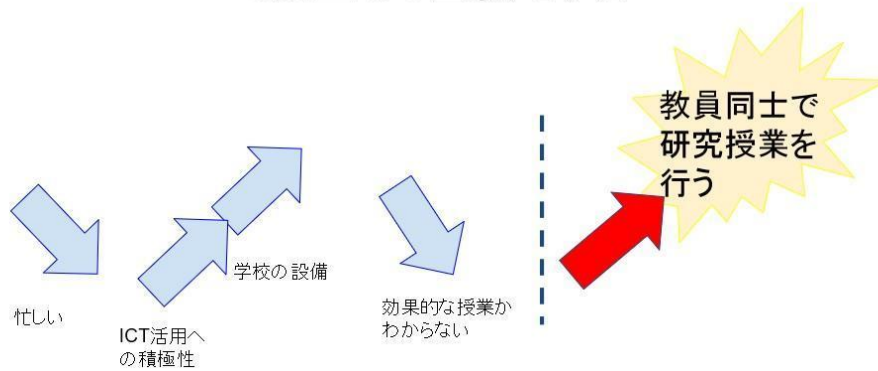 教員同士で
研究授業を
行う
学校の設備
忙しい
ICT活用へ
の積極性
効果的な授業か
わからない